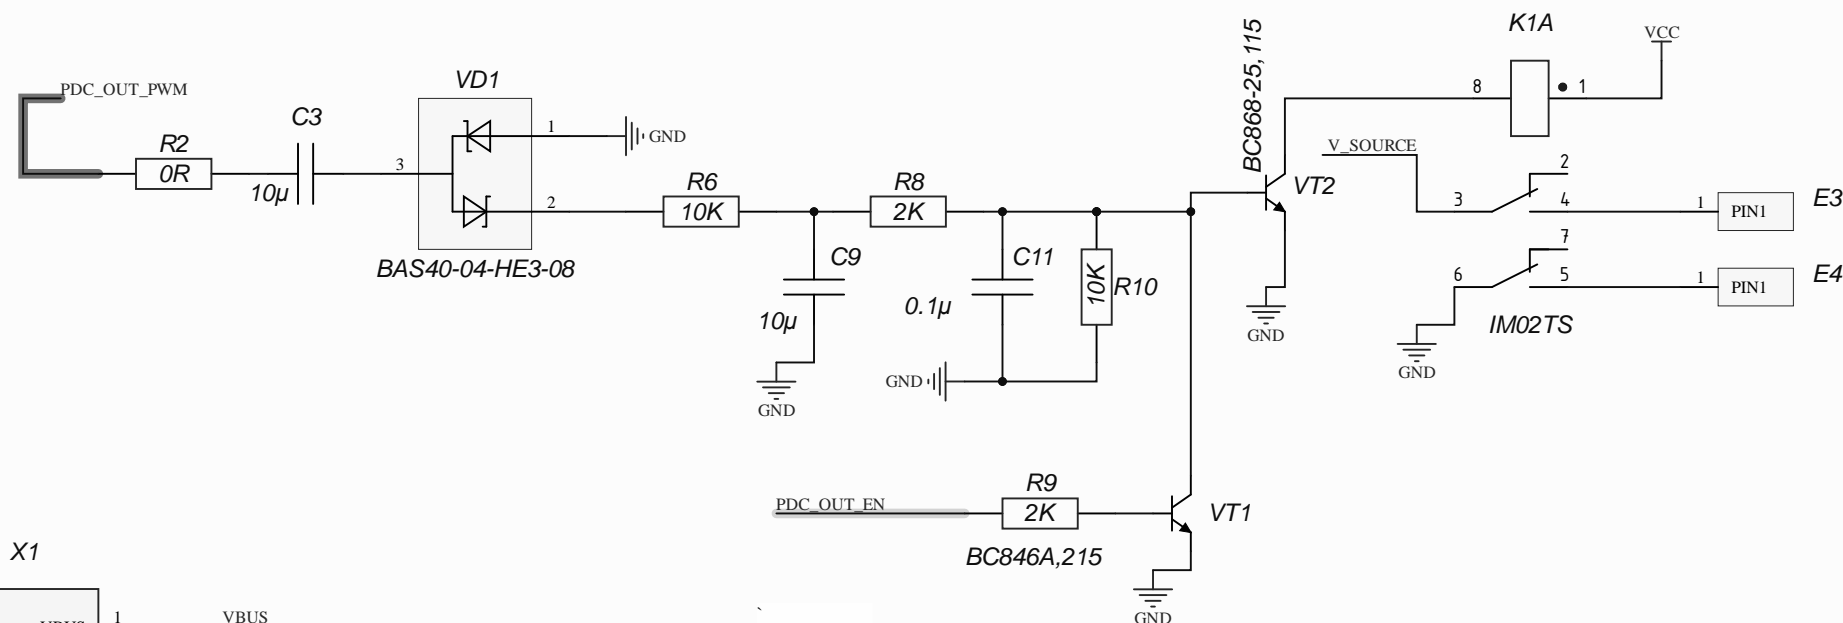 K1A
VCC
BC868-25,115
8
1
PDC_OUT_PWM
VD1
C3
R2
0R
10µ
3
1
GND
2
BAS40-04-HE3-08
R6
10K
R8
2K
VT2
V_SOURCE
2
3
4
1
PIN1
E3
7
6
5
1
PIN1
E4
IM02TS
GND
GND
C9
10µ
GND
C11
0.1µ
10K
R10
GND
PDC_OUT_EN
R9
2K
VT1
BC846A,215
GND
X1
1
VBUS
VBUS